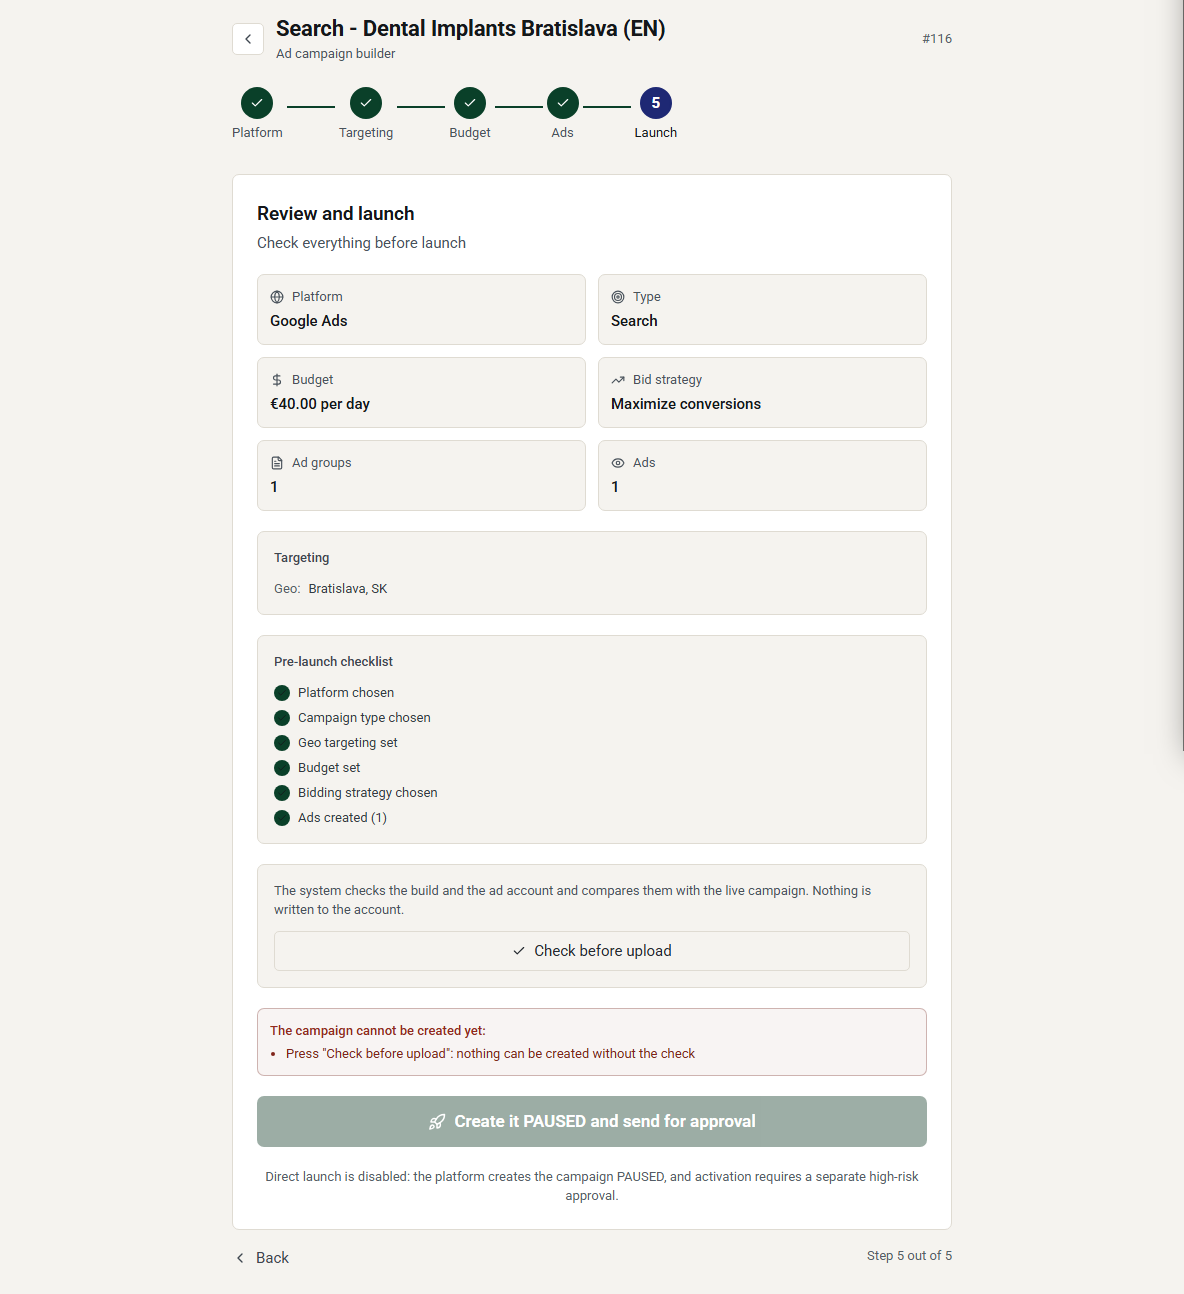 Search - Dental Implants Bratislava (EN)
Ad campaign builder
#116
Platform
Targeting
Budget
Ads
5
Launch
Review and launch
Check everything before launch
Platform
Google Ads
Type
Search
Budget
€40.00 per day
Bid strategy
Maximize conversions
Ad groups
1
Ads
1
Targeting
Geo: Bratislava, SK
Pre-launch checklist
Platform chosen
Campaign type chosen
Geo targeting set
Budget set
Bidding strategy chosen
Ads created (1)
The system checks the build and the ad account and compares them with the live campaign. Nothing is
written to the account.
Check before upload
The campaign cannot be created yet:
• Press "Check before upload": nothing can be created without the check
Create it PAUSED and send for approval
Direct launch is disabled: the platform creates the campaign PAUSED, and activation requires a separate high-risk
approval.
Back
Step 5 out of 5